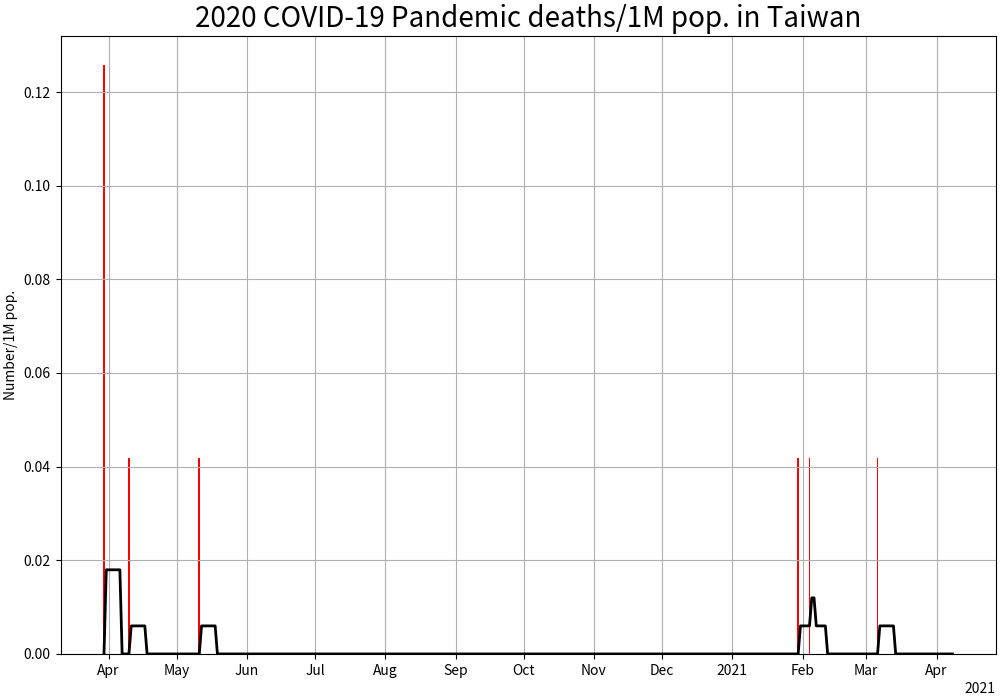 2020 COVID-19 Pandemic deaths/1M pop. in Taiwan
Number/1M pop.
0.12
0.10
0.08
0.06
0.04
0.02
0.00
Apr May Jun Jul Aug Sep Oct Nov Dec 2021 Feb Mar Apr
2021